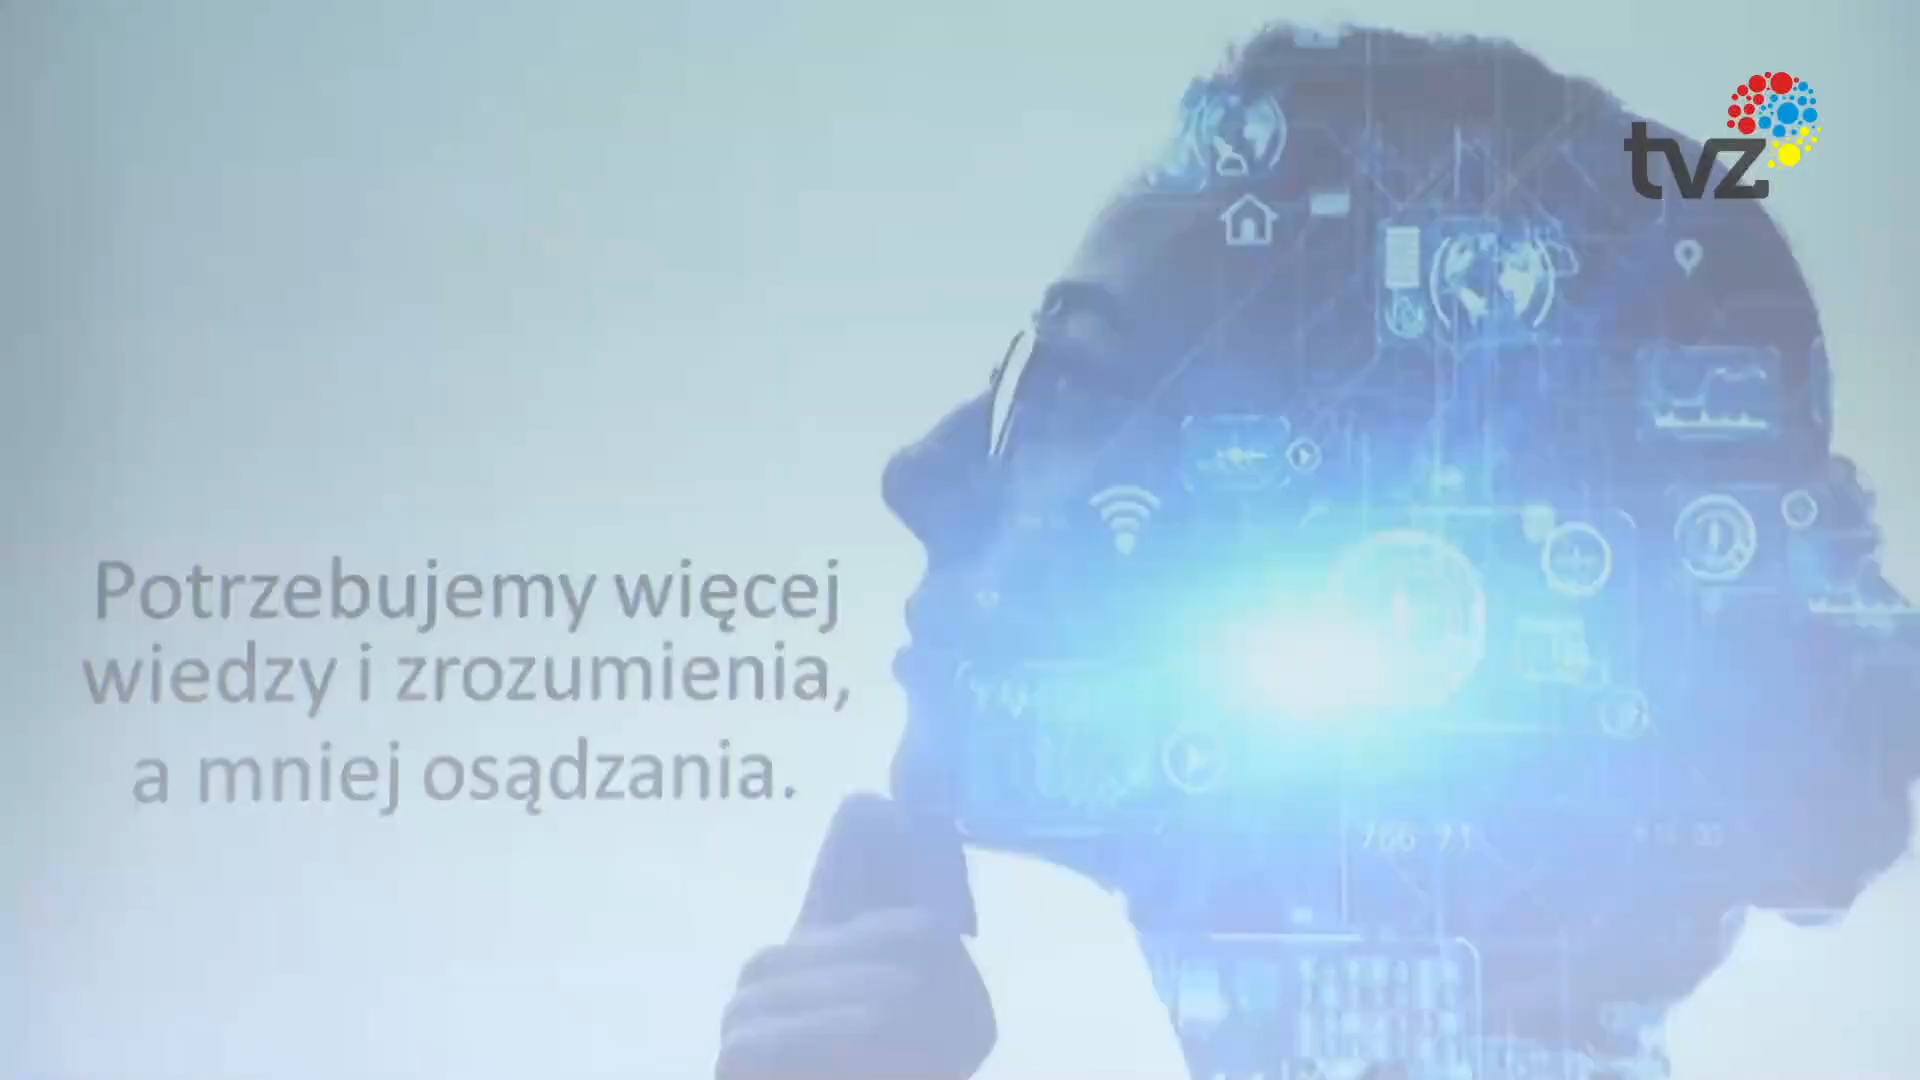 tvz
Potrzebujemy więcej
wiedzy i zrozumienia,
a mniej osądzania.